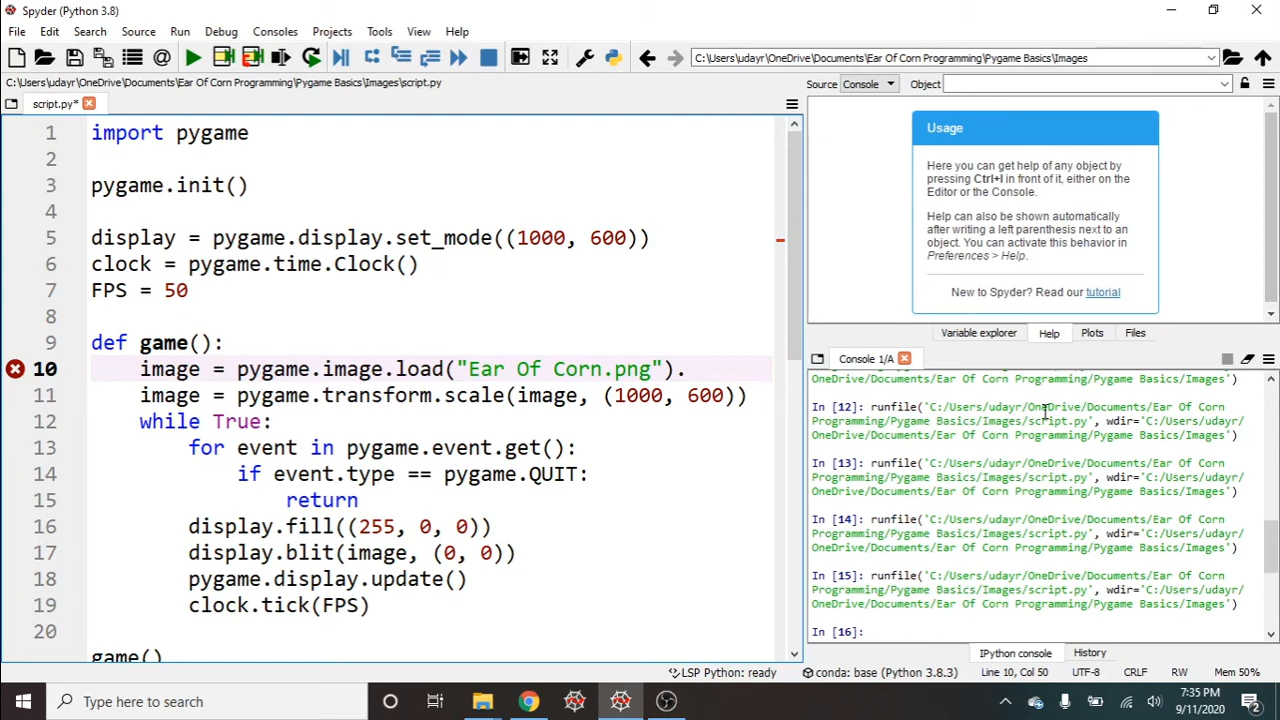 Spyder (Python 3.8)
File Edit Search Source Run Debug Consoles Projects Tools View Help
C:\Users\udayr\OneDrive\Documents\Ear Of Corn Programming\Pygame Basics\Images
C:\Users\udayr\OneDrive\Documents\Ear Of Corn Programming\Pygame Basics\Images\script.py
Source Console Object
script.py*
1 import pygame
2
3 pygame.init()
4
5 display = pygame.display.set_mode((1000, 600))
6 clock = pygame.time.Clock()
7 FPS = 50
8
9 def game():
10 image = pygame.image.load("Ear Of Corn.png").
11 image = pygame.transform.scale(image, (1000, 600))
12 while True:
13 for event in pygame.event.get():
14 if event.type == pygame.QUIT:
15 return
16 display.fill((255, 0, 0))
17 display.blit(image, (0, 0))
18 pygame.display.update()
19 clock.tick(FPS)
20
game()
Usage
Here you can get help of any object by
pressing Ctrl+I in front of it, either on the
Editor or the Console.
Help can also be shown automatically
after writing a left parenthesis next to an
object. You can activate this behavior in
Preferences > Help.
New to Spyder? Read our tutorial
Variable explorer Help Plots Files
Console 1/A
OneDrive/Documents/Ear Of Corn Programming/Pygame Basics/Images')
In [12]: runfile('C:/Users/udayr/OneDrive/Documents/Ear Of Corn
Programming/Pygame Basics/Images/script.py', wdir='C:/Users/udayr/
OneDrive/Documents/Ear Of Corn Programming/Pygame Basics/Images')
In [13]: runfile('C:/Users/udayr/OneDrive/Documents/Ear Of Corn
Programming/Pygame Basics/Images/script.py', wdir='C:/Users/udayr/
OneDrive/Documents/Ear Of Corn Programming/Pygame Basics/Images')
In [14]: runfile('C:/Users/udayr/OneDrive/Documents/Ear Of Corn
Programming/Pygame Basics/Images/script.py', wdir='C:/Users/udayr/
OneDrive/Documents/Ear Of Corn Programming/Pygame Basics/Images')
In [15]: runfile('C:/Users/udayr/OneDrive/Documents/Ear Of Corn
Programming/Pygame Basics/Images/script.py', wdir='C:/Users/udayr/
OneDrive/Documents/Ear Of Corn Programming/Pygame Basics/Images')
In [16]:
IPython console History
LSP Python: ready conda: base (Python 3.8.3) Line 10, Col 50 UTF-8 CRLF RW Mem 50%
Type here to search
7:35 PM
9/11/2020
2